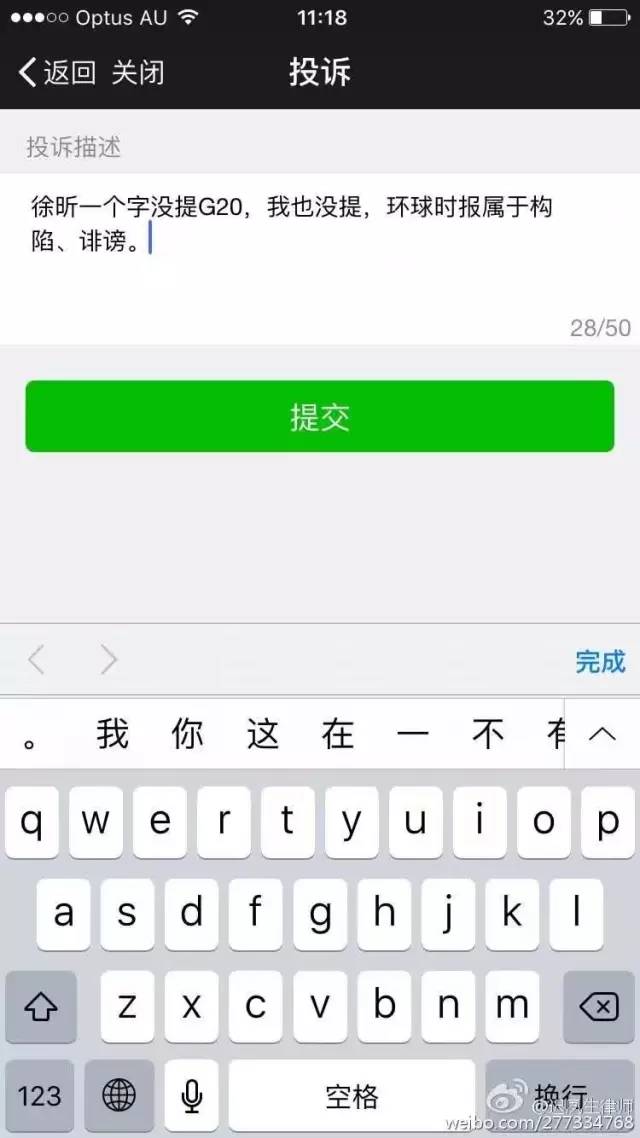 Optus AU 11:18 32%
返回 关闭 投诉
投诉描述
徐昕一个字没提G20，我也没提，环球时报属于构
陷、诽谤。
28/50
提交
完成
。 我 你 这 在 一 不 有
q w e r t y u i o p
a s d f g h j k l
z x c v b n m
123 空格 换行
生律师
weibo.com/277334768